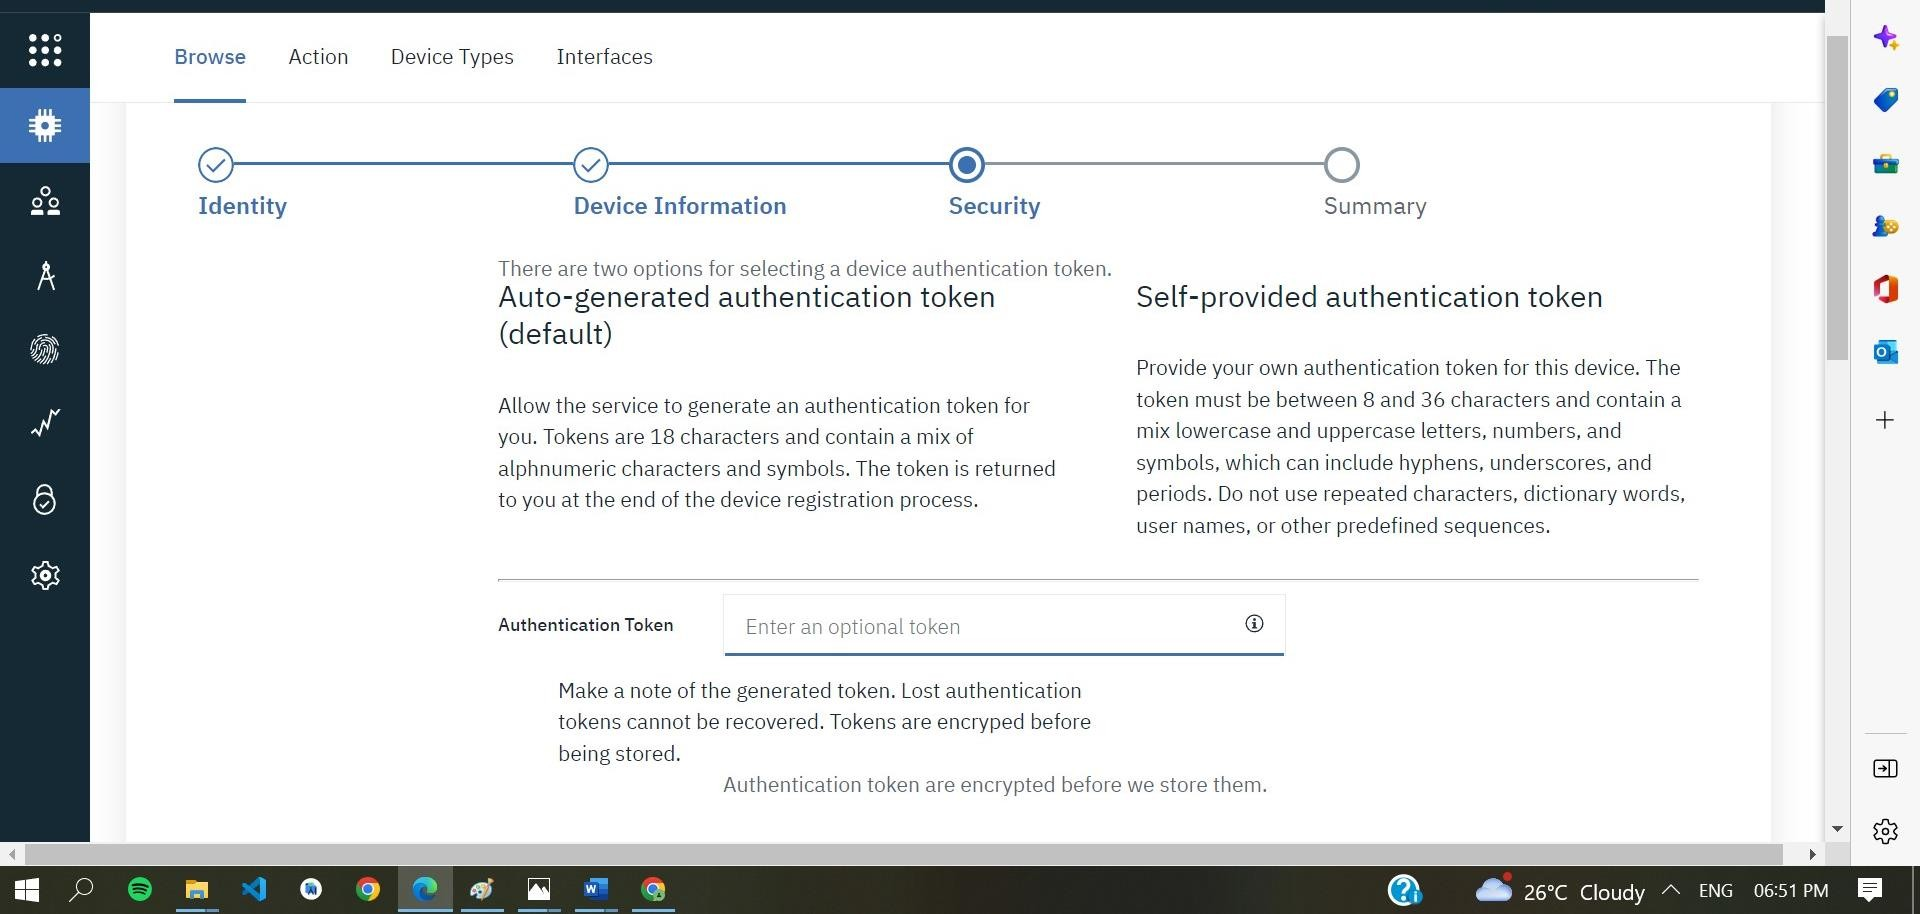 Browse Action Device Types Interfaces
Identity Device Information Security Summary
There are two options for selecting a device authentication token.
Auto-generated authentication token
(default)
Allow the service to generate an authentication token for
you. Tokens are 18 characters and contain a mix of
alphnumeric characters and symbols. The token is returned
to you at the end of the device registration process.
Self-provided authentication token
Provide your own authentication token for this device. The
token must be between 8 and 36 characters and contain a
mix lowercase and uppercase letters, numbers, and
symbols, which can include hyphens, underscores, and
periods. Do not use repeated characters, dictionary words,
user names, or other predefined sequences.
Authentication Token Enter an optional token
Make a note of the generated token. Lost authentication
tokens cannot be recovered. Tokens are encryped before
being stored.
Authentication token are encrypted before we store them.
26°C Cloudy ENG 06:51 PM